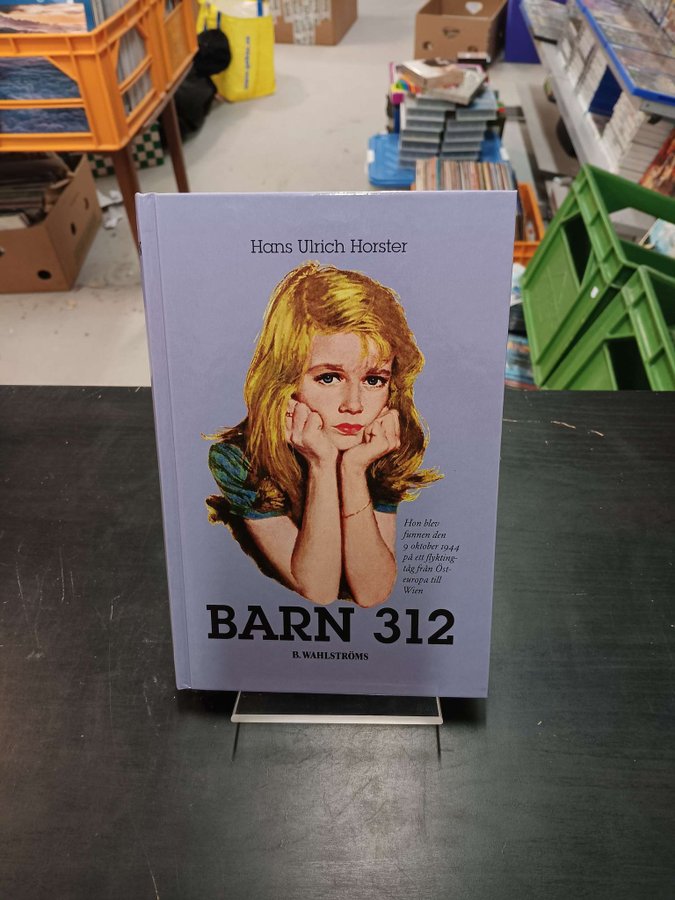 Hans Ulrich Horster
Hon blev
funnen den
9 oktober 1944
på ett flykting-
tåg från Öst-
europa till
Wien
BARN 312
B. WAHLSTRÖMS